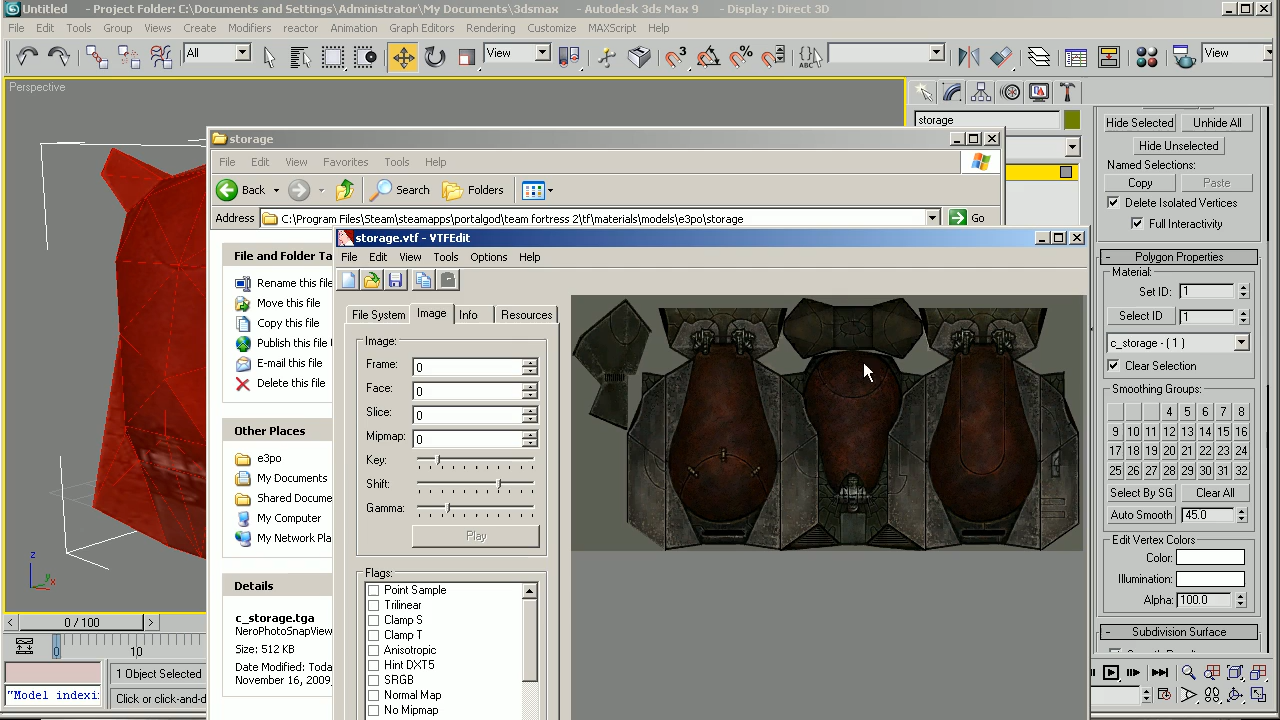 Untitled - Project Folder: C:\Documents and Settings\Administrator\My Documents\3dsmax - Autodesk 3ds Max 9 - Display : Direct 3D
File Edit Tools Group Views Create Modifiers reactor Animation Graph Editors Rendering Customize MAXScript Help
All View View
Perspective
storage
Hide Selected Unhide All
Hide Unselected
Named Selections:
Copy Paste
Delete Isolated Vertices
Full Interactivity
- Polygon Properties
Material:
Set ID: 1
Select ID 1
c_storage - ( 1 )
Clear Selection
Smoothing Groups:
4 5 6 7 8
9 10 11 12 13 14 15 16
17 18 19 20 21 22 23 24
25 26 27 28 29 30 31 32
Select By SG Clear All
Auto Smooth 45.0
Edit Vertex Colors
Color:
Illumination:
Alpha: 100.0
- Subdivision Surface
storage
File Edit View Favorites Tools Help
Back Search Folders
Address C:\Program Files\Steam\steamapps\portalgod\team fortress 2\tf\materials\models\e3po\storage Go
File and Folder Ta
Rename this file
Move this file
Copy this file
Publish this file
E-mail this file
Delete this file
Other Places
e3po
My Documents
Shared Docume
My Computer
My Network Pla
Details
c_storage.tga
NeroPhotoSnapView
Size: 512 KB
Date Modified: Toda
November 16, 2009,
storage.vtf - VTFEdit
File Edit View Tools Options Help
File System Image Info Resources
Image:
Frame: 0
Face: 0
Slice: 0
Mipmap: 0
Key:
Shift:
Gamma:
Play
Flags:
Point Sample
Trilinear
Clamp S
Clamp T
Anisotropic
Hint DXT5
SRGB
Normal Map
No Mipmap
z
y
x
< 0 / 100 >
0 10
1 Object Selected
"Model indexi
Click or click-and-d